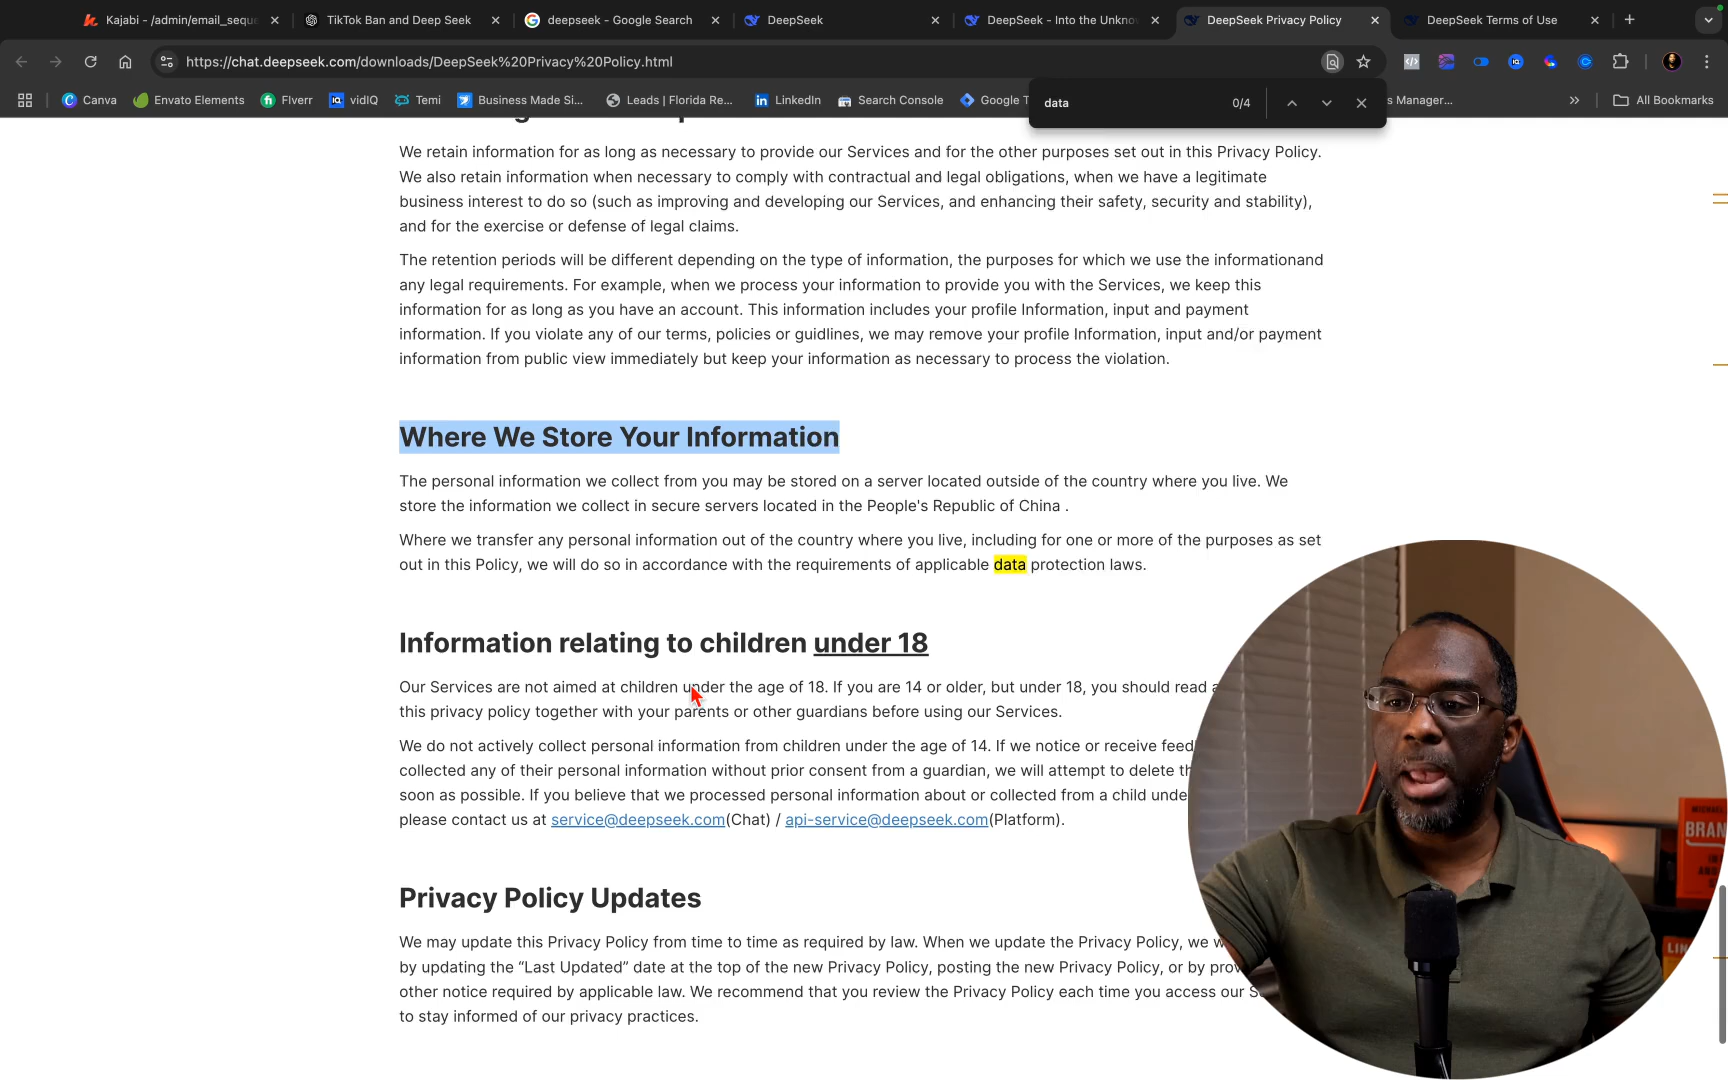 Kajabi - /admin/email_seque
TikTok Ban and Deep Seek
deepseek - Google Search
DeepSeek
DeepSeek - Into the Unkno
DeepSeek Privacy Policy
DeepSeek Terms of Use
https://chat.deepseek.com/downloads/DeepSeek%20Privacy%20Policy.html
Canva
Envato Elements
Fiverr
vidIQ
Temi
Business Made Si...
Leads | Florida Re...
LinkedIn
Search Console
Google T
s Manager...
All Bookmarks
data 0/4
We retain information for as long as necessary to provide our Services and for the other purposes set out in this Privacy Policy.
We also retain information when necessary to comply with contractual and legal obligations, when we have a legitimate
business interest to do so (such as improving and developing our Services, and enhancing their safety, security and stability),
and for the exercise or defense of legal claims.
The retention periods will be different depending on the type of information, the purposes for which we use the informationand
any legal requirements. For example, when we process your information to provide you with the Services, we keep this
information for as long as you have an account. This information includes your profile Information, input and payment
information. If you violate any of our terms, policies or guidlines, we may remove your profile Information, input and/or payment
information from public view immediately but keep your information as necessary to process the violation.
Where We Store Your Information
The personal information we collect from you may be stored on a server located outside of the country where you live. We
store the information we collect in secure servers located in the People's Republic of China .
Where we transfer any personal information out of the country where you live, including for one or more of the purposes as set
out in this Policy, we will do so in accordance with the requirements of applicable data protection laws.
Information relating to children under 18
Our Services are not aimed at children under the age of 18. If you are 14 or older, but under 18, you should read
this privacy policy together with your parents or other guardians before using our Services.
We do not actively collect personal information from children under the age of 14. If we notice or receive feed
collected any of their personal information without prior consent from a guardian, we will attempt to delete th
soon as possible. If you believe that we processed personal information about or collected from a child unde
please contact us at service@deepseek.com(Chat) / api-service@deepseek.com(Platform).
Privacy Policy Updates
We may update this Privacy Policy from time to time as required by law. When we update the Privacy Policy, we w
by updating the “Last Updated” date at the top of the new Privacy Policy, posting the new Privacy Policy, or by prov
other notice required by applicable law. We recommend that you review the Privacy Policy each time you access our S
to stay informed of our privacy practices.
MICHAEL
BRAN
LIN